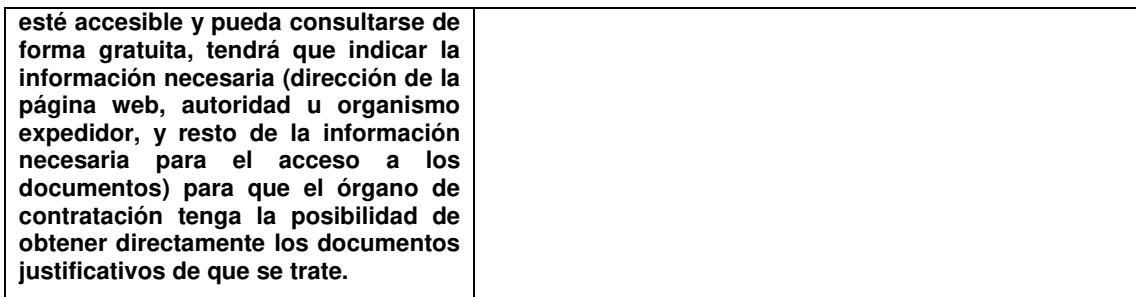 esté accesible y pueda consultarse de
forma gratuita, tendrá que indicar la
información necesaria (dirección de la
página web, autoridad u organismo
expedidor, y resto de la información
necesaria para el acceso a los
documentos) para que el órgano de
contratación tenga la posibilidad de
obtener directamente los documentos
justificativos de que se trate.